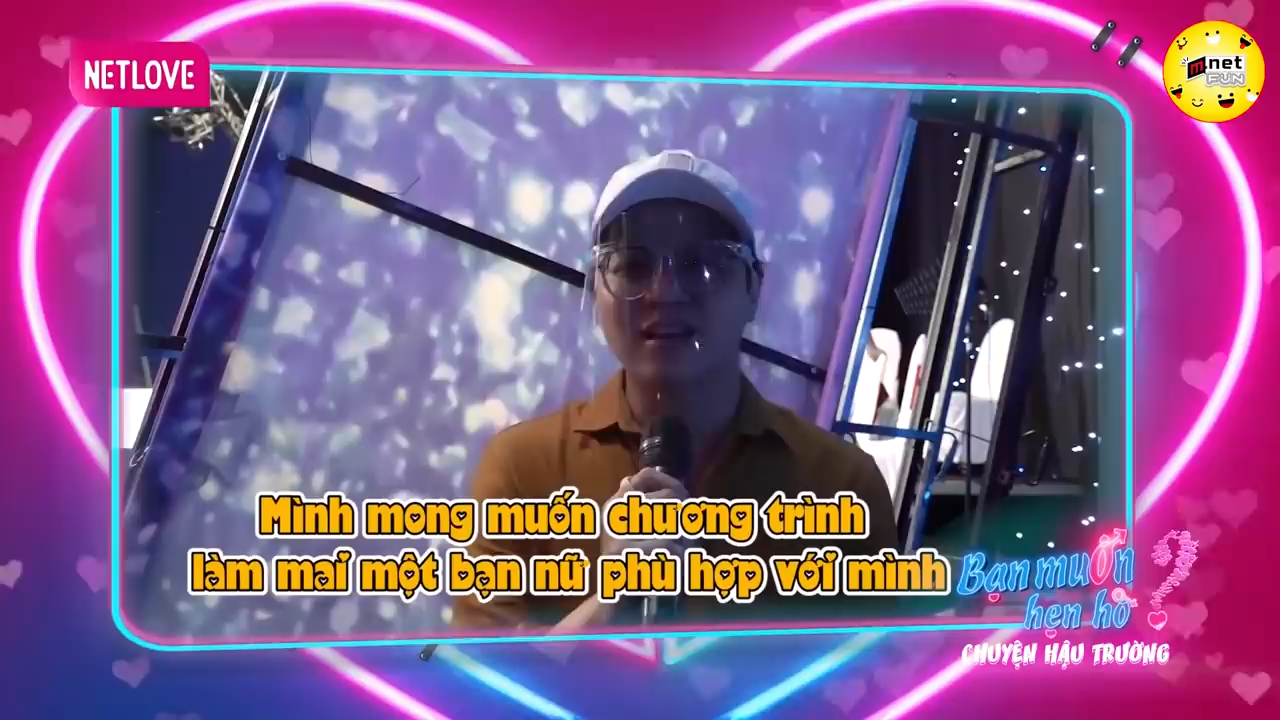 NETLOVE
mnet
FUN
Mình mong muốn chương trình
làm mai một bạn nữ phù hợp với mình
Bạn muốn
hẹn hò ?
CHUYỆN HẬU TRƯỜNG